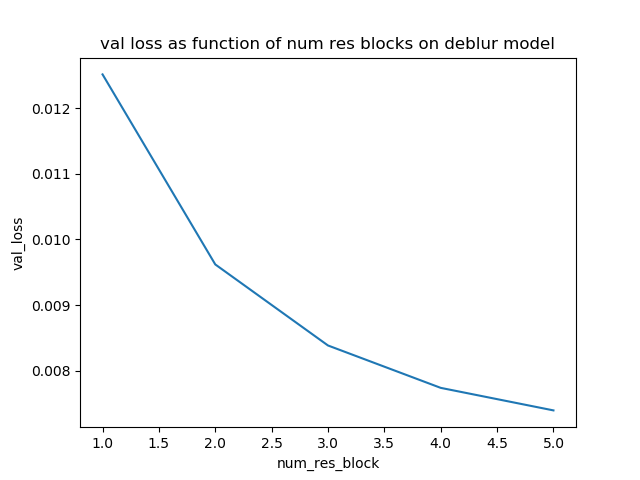 val loss as function of num res blocks on deblur model
0.012
0.011
0.010
0.009
0.008
val_loss
1.0 1.5 2.0 2.5 3.0 3.5 4.0 4.5 5.0
num_res_block